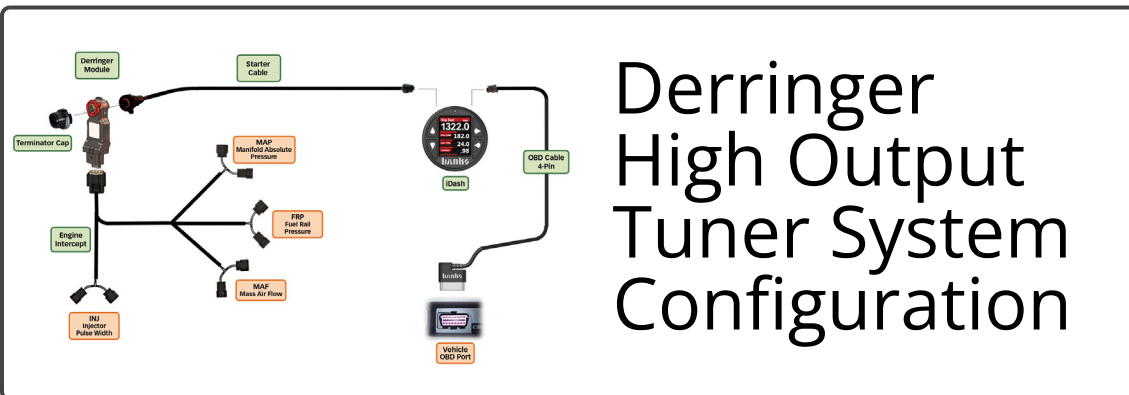 Derringer
Module
Starter
Cable
Terminator Cap
MAP
Manifold Absolute
Pressure
1322.0
182.0
24.0
.98
banks
iDash
OBD Cable
4-Pin
FRP
Fuel Rail
Pressure
Engine
Intercept
MAF
Mass Air Flow
INJ
Injector
Pulse Width
banks
Vehicle
OBD Port
Derringer
High Output
Tuner System
Configuration